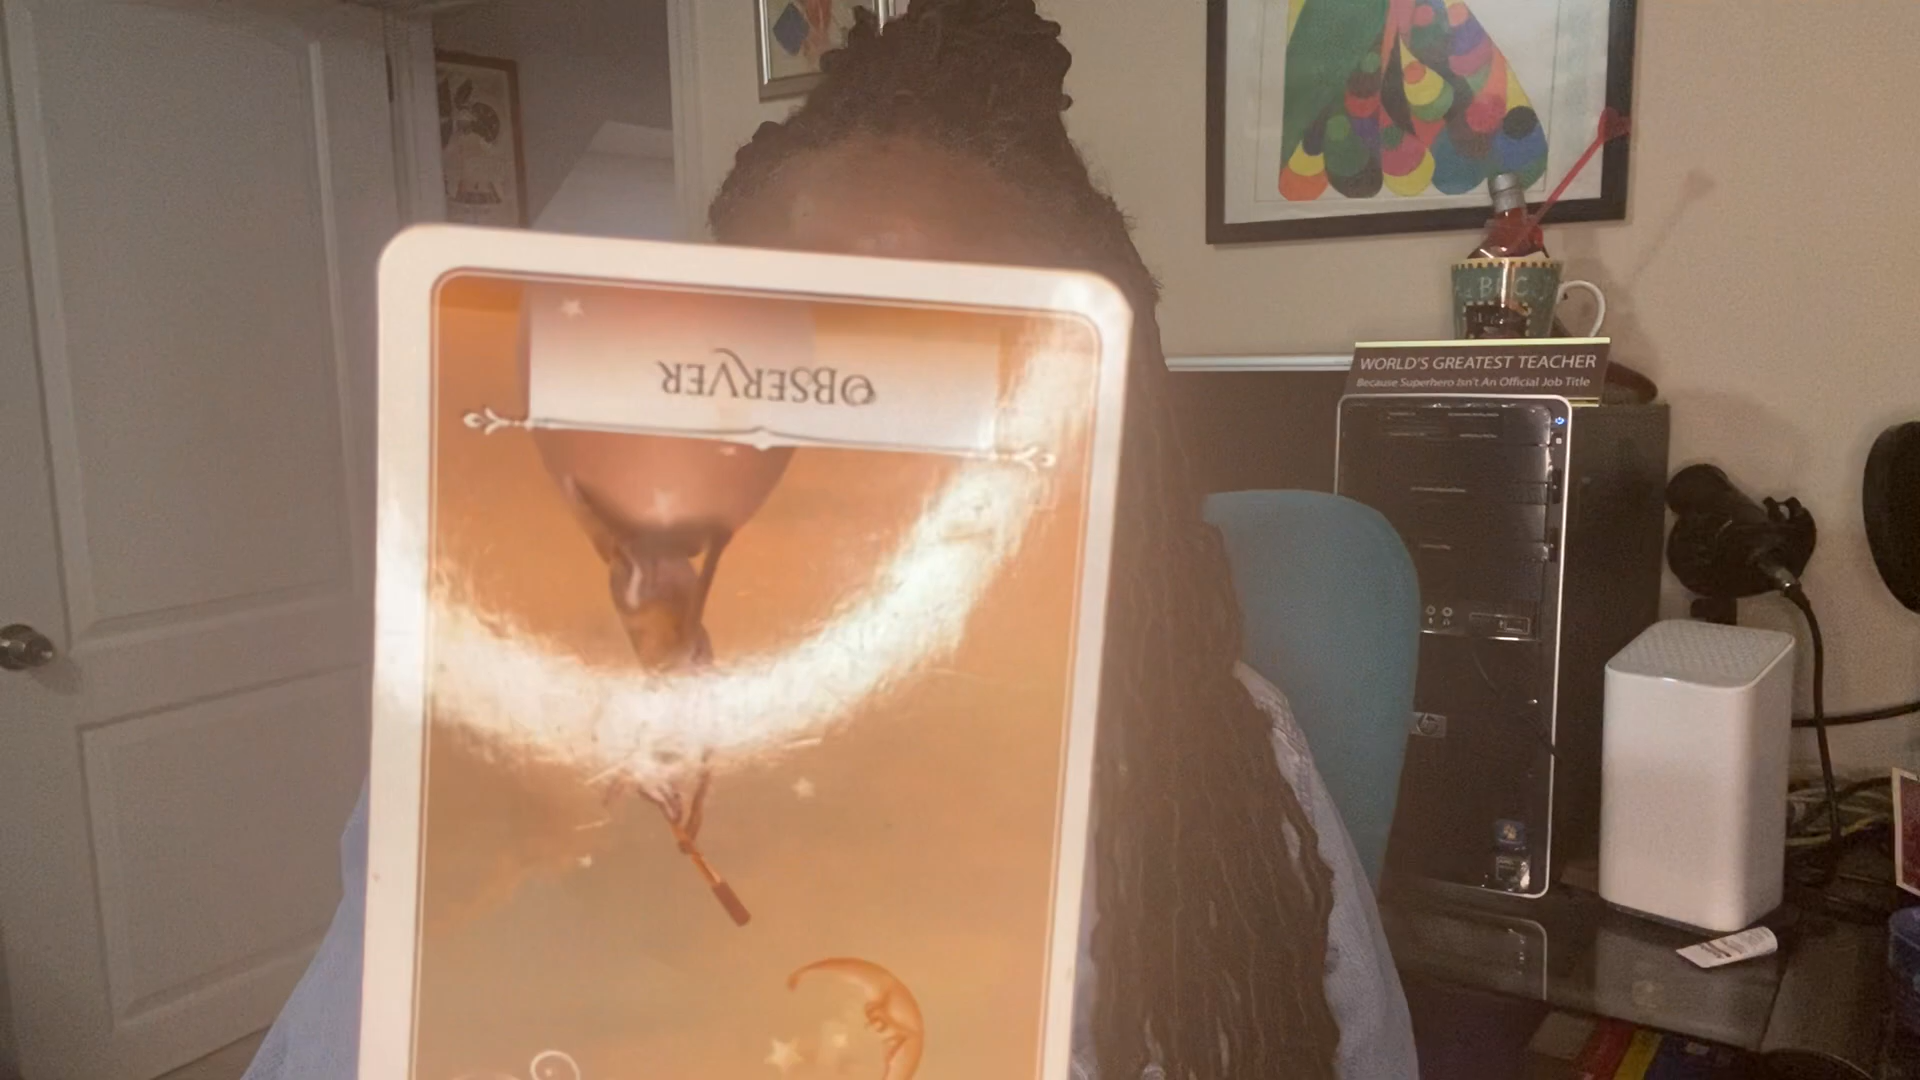 OBSERVER
WORLD'S GREATEST TEACHER
Because Superhero Isn't An Official Job Title